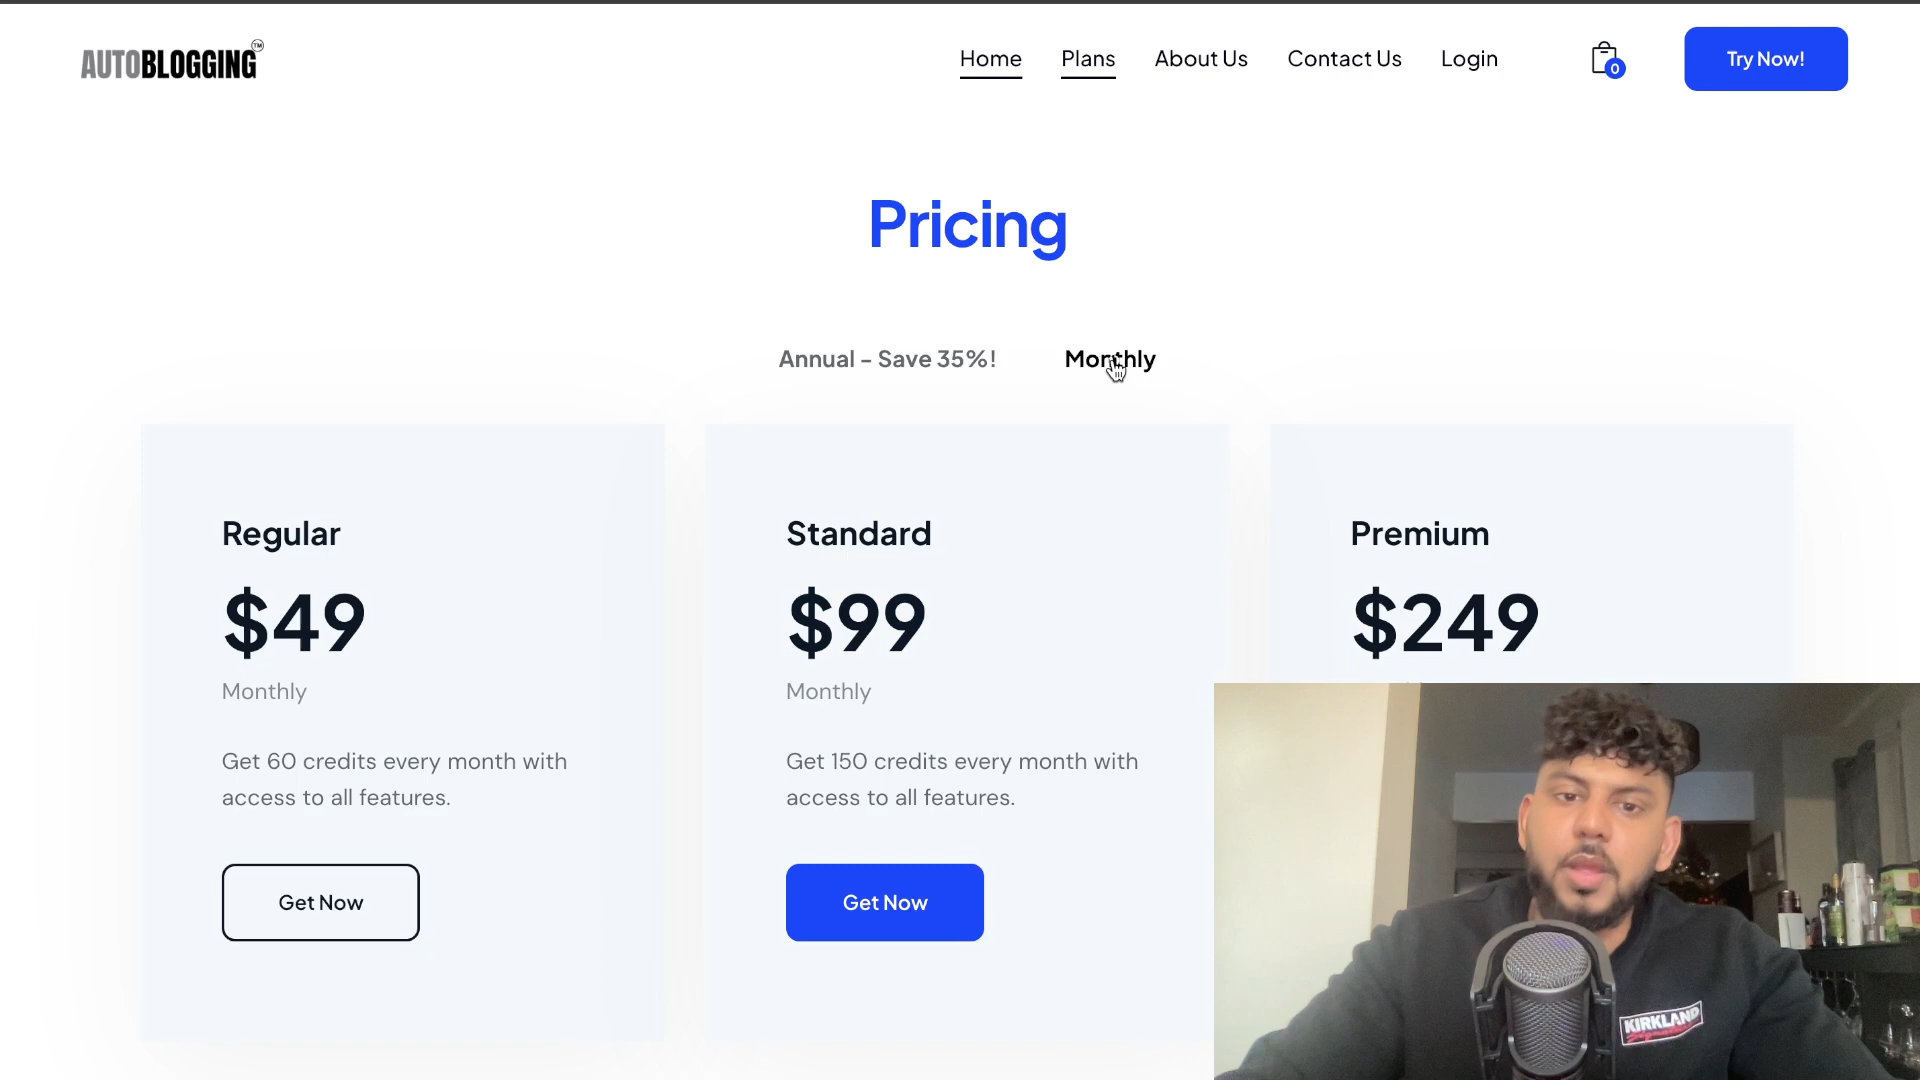 AUTOBLOGGING™
Home Plans About Us Contact Us Login 0 Try Now!
Pricing
Annual - Save 35%! Monthly
Regular
$49
Monthly
Get 60 credits every month with
access to all features.
Get Now
Standard
$99
Monthly
Get 150 credits every month with
access to all features.
Get Now
Premium
$249
KIRKLAND
Signature